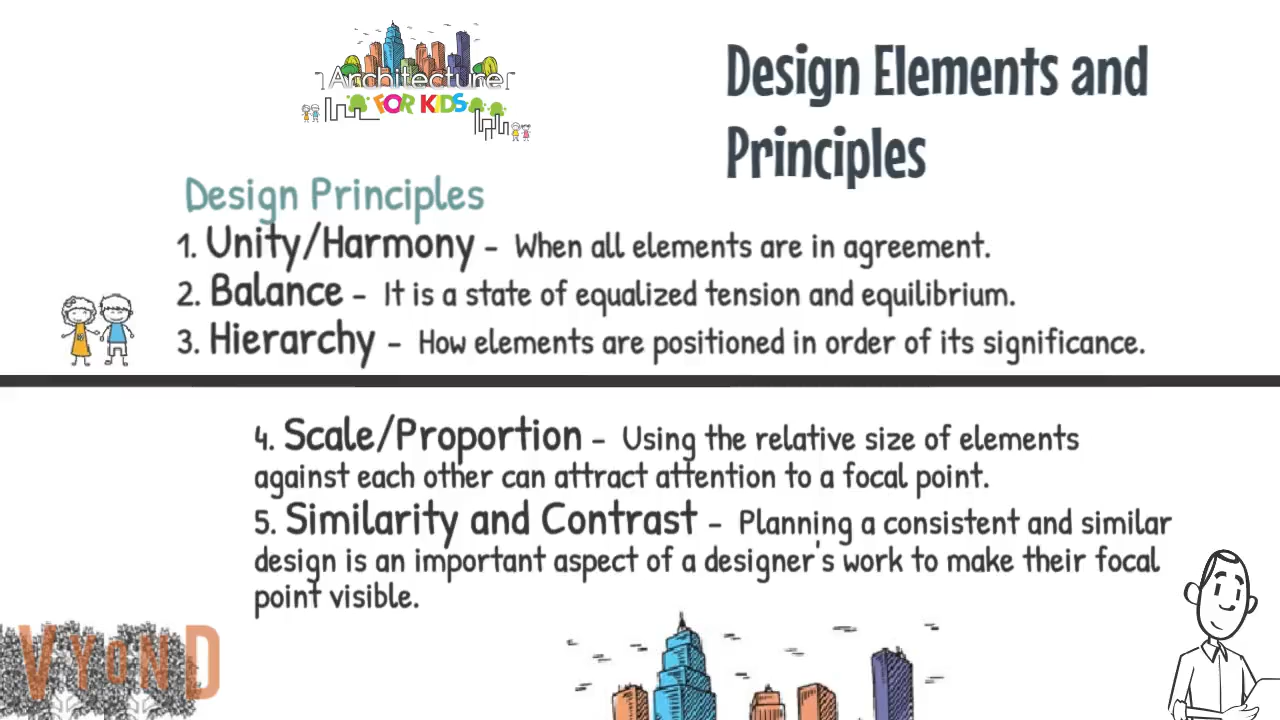 Architecture
FOR KIDS
Design Elements and
Principles
Design Principles
1. Unity/Harmony - When all elements are in agreement.
2. Balance - It is a state of equalized tension and equilibrium.
3. Hierarchy - How elements are positioned in order of its significance.
4. Scale/Proportion - Using the relative size of elements
against each other can attract attention to a focal point.
5. Similarity and Contrast - Planning a consistent and similar
design is an important aspect of a designer's work to make their focal
point visible.
VYOND